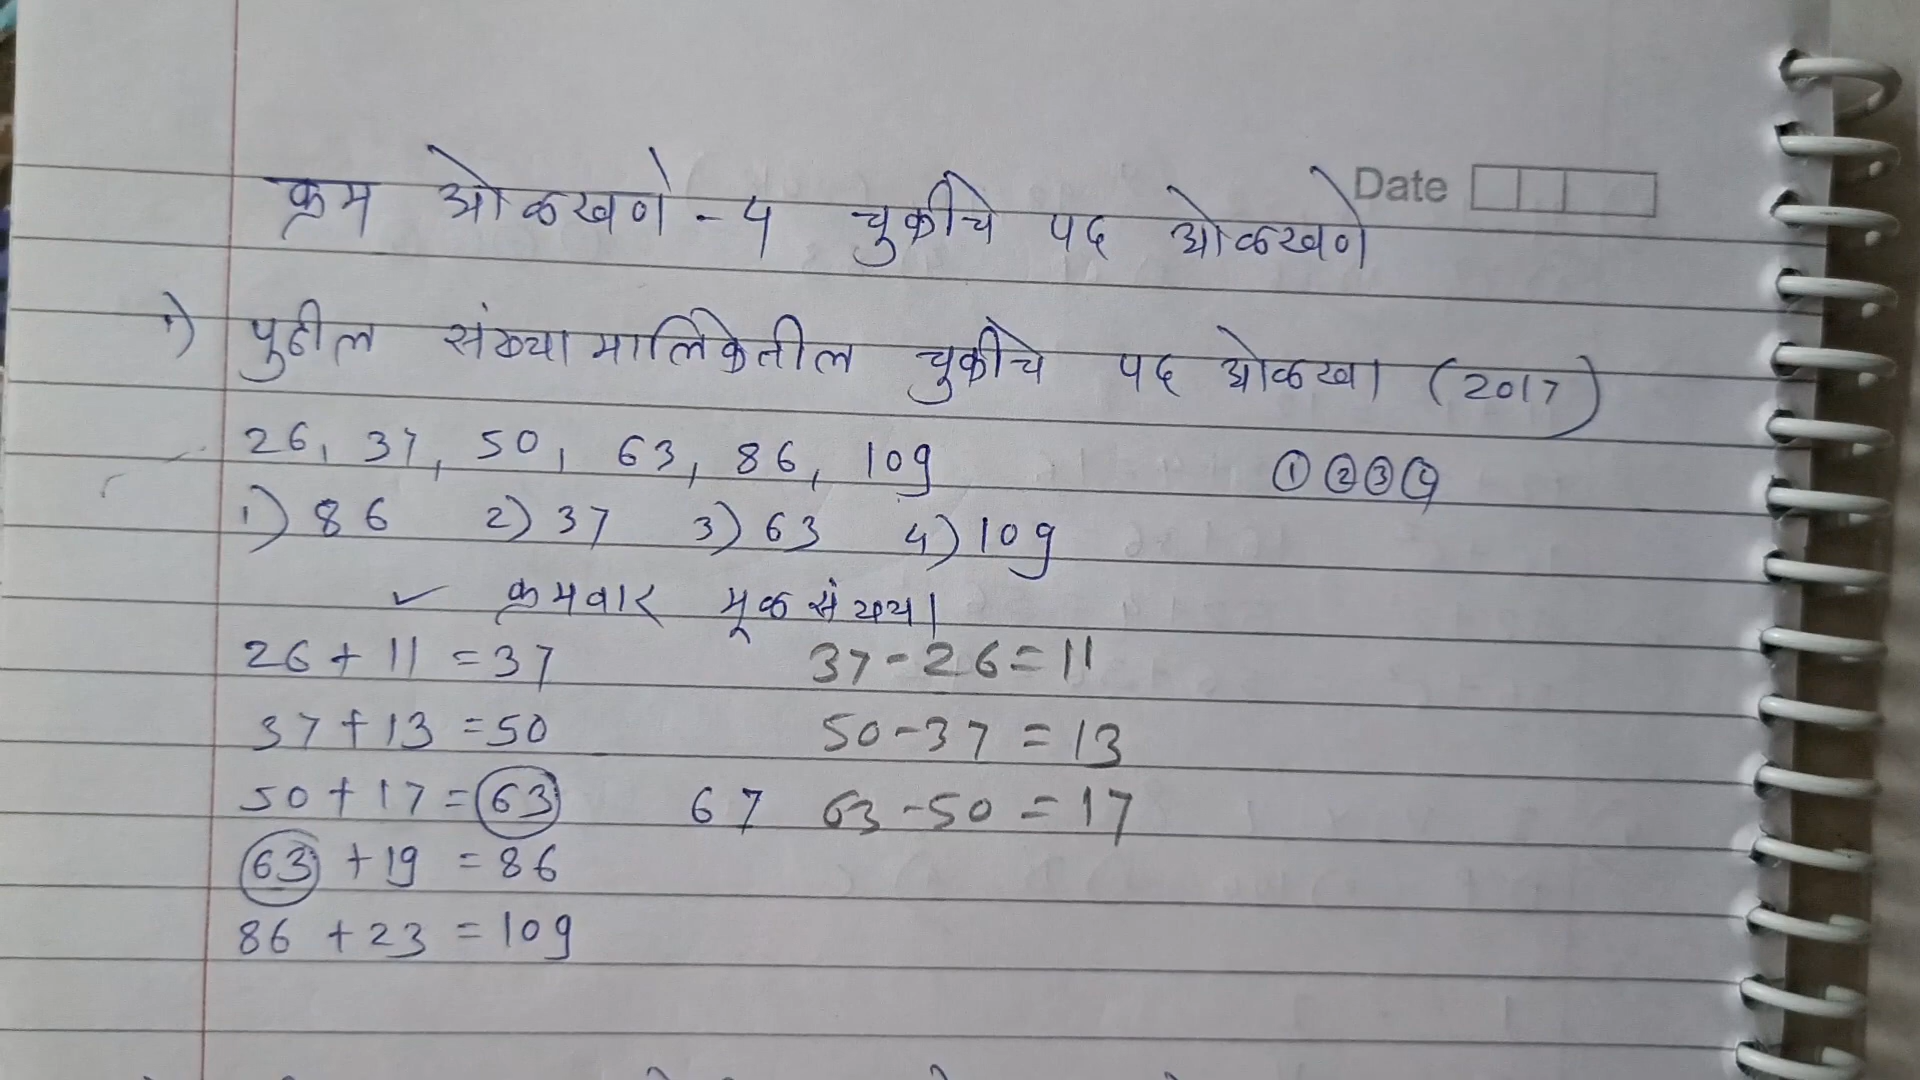 Date
क्रम ओळखणे - 4 चुकीचे पद ओळखणे
1) पुढील संख्या मालिकेतील चुकीचे पद ओळखा (2017)
26, 37, 50, 63, 86, 109 ① ② ③ ④
1) 86 2) 37 3) 63 4) 109
✓ क्रमवार मूळ संख्या
26 + 11 = 37 37 - 26 = 11
37 + 13 = 50 50 - 37 = 13
50 + 17 = 63 67 63 - 50 = 17
63 + 19 = 86
86 + 23 = 109